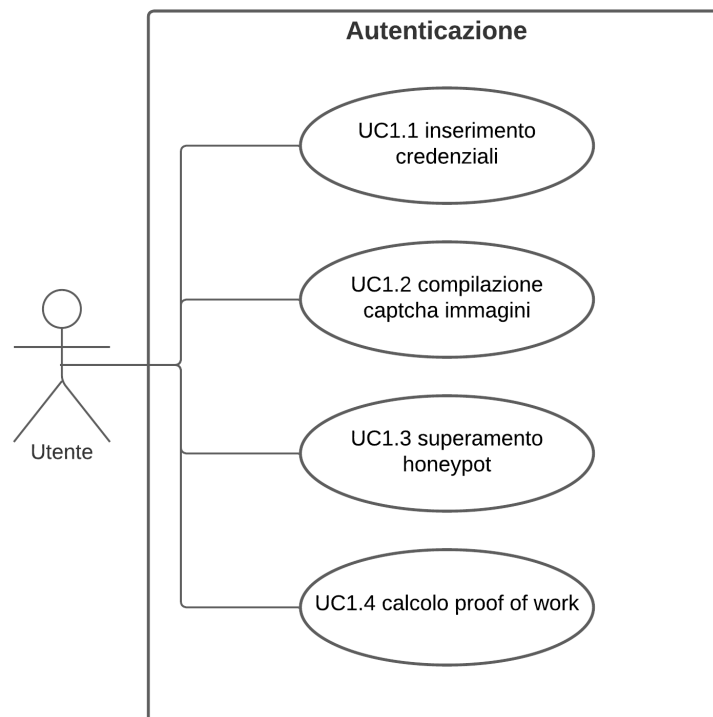 Autenticazione
UC1.1 inserimento
credenziali
UC1.2 compilazione
captcha immagini
UC1.3 superamento
honeypot
Utente
UC1.4 calcolo proof of work